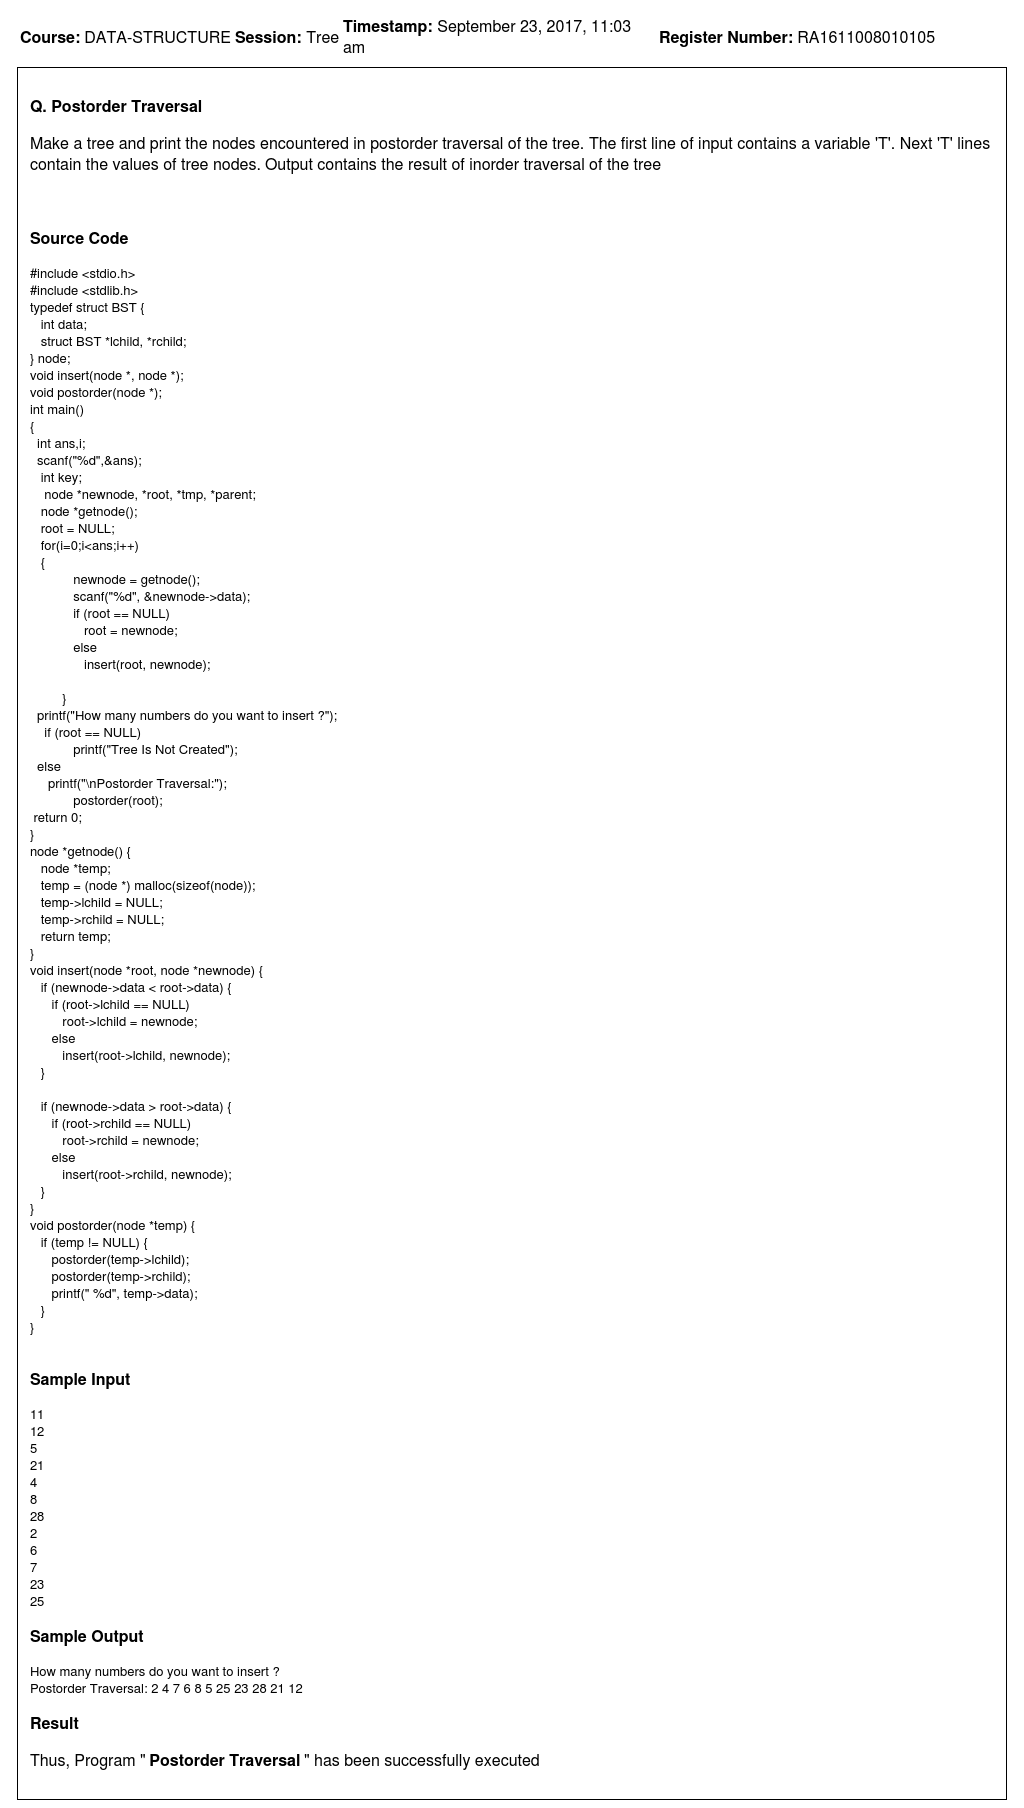 Course: DATA-STRUCTURE Session: Tree Timestamp: September 23, 2017, 11:03 am Register Number: RA1611008010105
Q. Postorder Traversal
Make a tree and print the nodes encountered in postorder traversal of the tree. The first line of input contains a variable 'T'. Next 'T' lines
contain the values of tree nodes. Output contains the result of inorder traversal of the tree
Source Code
#include <stdio.h>
#include <stdlib.h>
typedef struct BST {
   int data;
   struct BST *lchild, *rchild;
} node;
void insert(node *, node *);
void postorder(node *);
int main()
{
  int ans,i;
  scanf("%d",&ans);
   int key;
    node *newnode, *root, *tmp, *parent;
   node *getnode();
   root = NULL;
   for(i=0;i<ans;i++)
   {
            newnode = getnode();
            scanf("%d", &newnode->data);
            if (root == NULL)
               root = newnode;
            else
               insert(root, newnode);
         }
  printf("How many numbers do you want to insert ?");
    if (root == NULL)
            printf("Tree Is Not Created");
  else
     printf("\nPostorder Traversal:");
            postorder(root);
 return 0;
}
node *getnode() {
   node *temp;
   temp = (node *) malloc(sizeof(node));
   temp->lchild = NULL;
   temp->rchild = NULL;
   return temp;
}
void insert(node *root, node *newnode) {
   if (newnode->data < root->data) {
      if (root->lchild == NULL)
         root->lchild = newnode;
      else
         insert(root->lchild, newnode);
   }
   if (newnode->data > root->data) {
      if (root->rchild == NULL)
         root->rchild = newnode;
      else
         insert(root->rchild, newnode);
   }
}
void postorder(node *temp) {
   if (temp != NULL) {
      postorder(temp->lchild);
      postorder(temp->rchild);
      printf(" %d", temp->data);
   }
}
Sample Input
11
12
5
21
4
8
28
2
6
7
23
25
Sample Output
How many numbers do you want to insert ?
Postorder Traversal: 2 4 7 6 8 5 25 23 28 21 12
Result
Thus, Program " Postorder Traversal " has been successfully executed